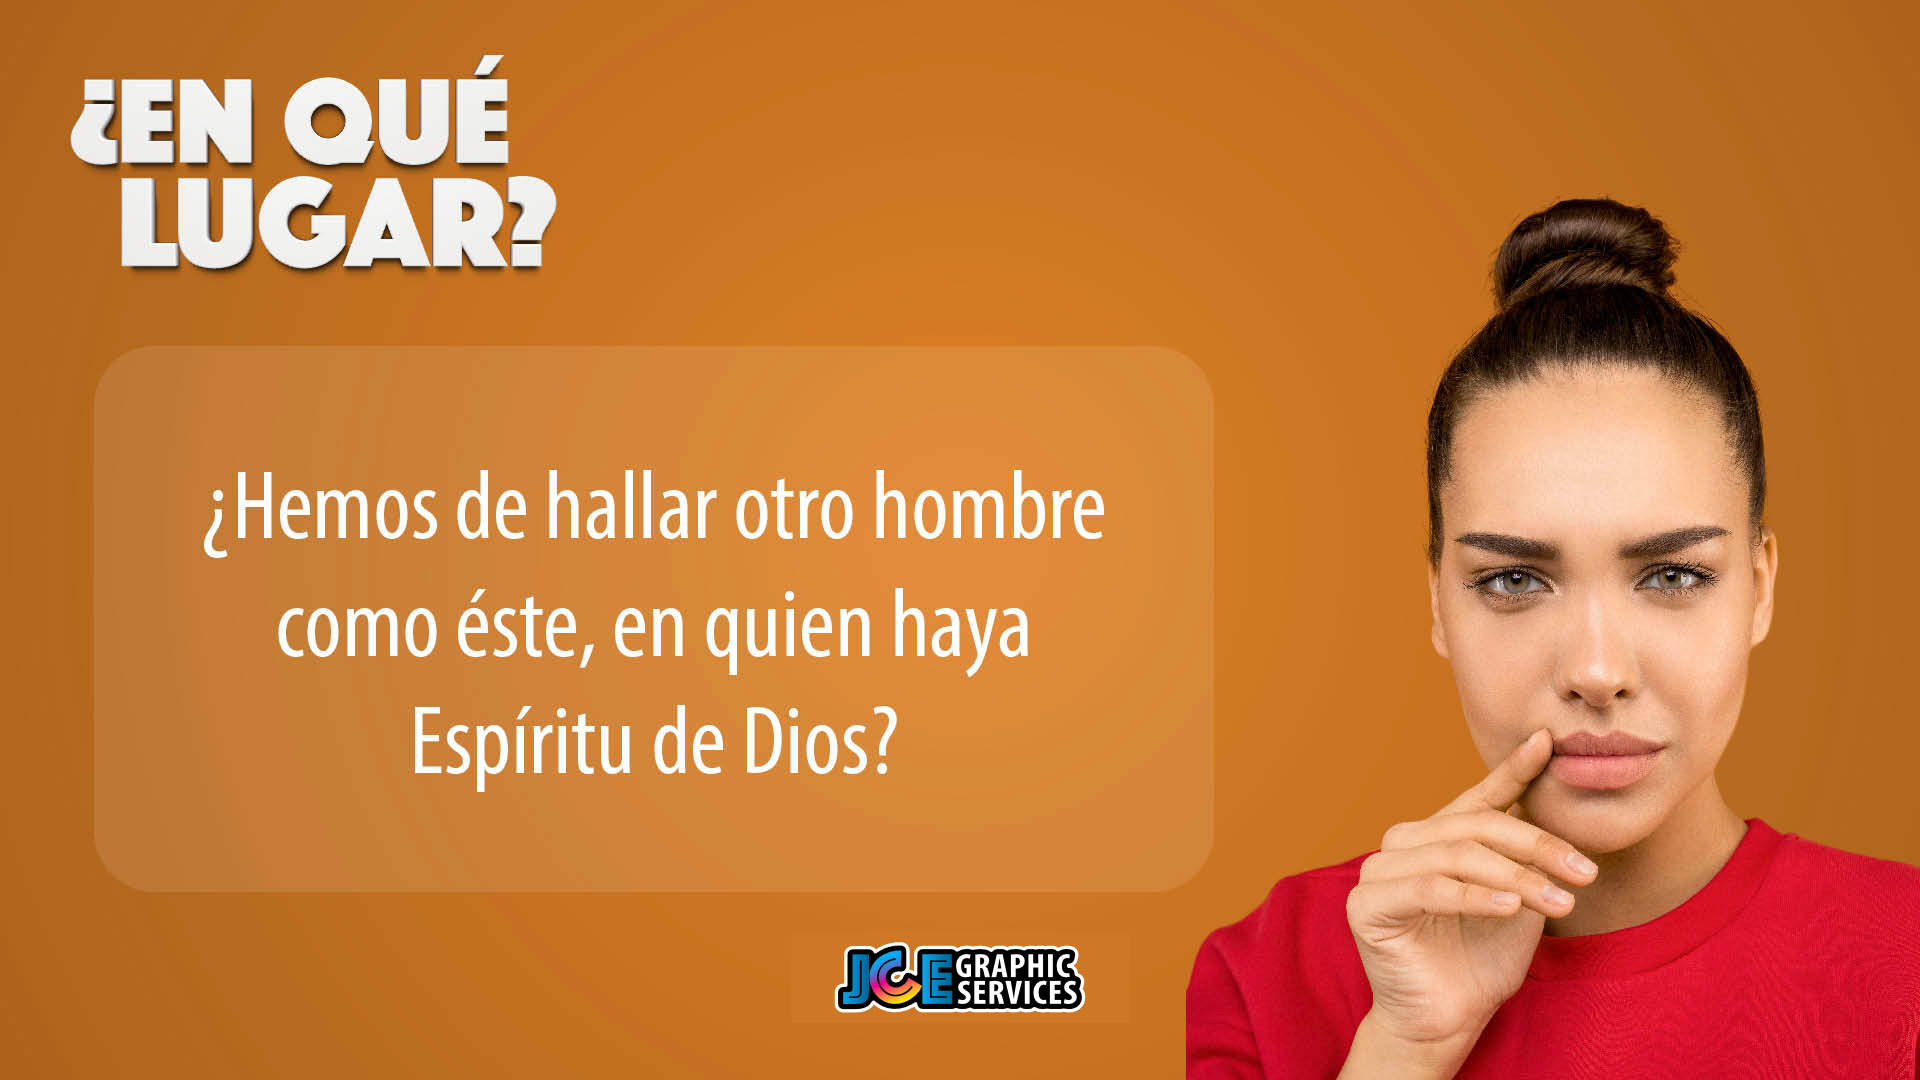 ¿EN QUÉ
LUGAR?
¿Hemos de hallar otro hombre
como éste, en quien haya
Espíritu de Dios?
JCE GRAPHIC
SERVICES